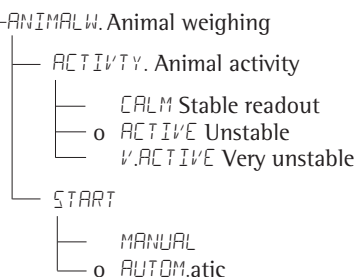 ANIMALW. Animal weighing
ACTIVTY. Animal activity
CALM Stable readout
o ACTIVE Unstable
V.ACTIVE Very unstable
START
MANUAL
o AUTOM.atic